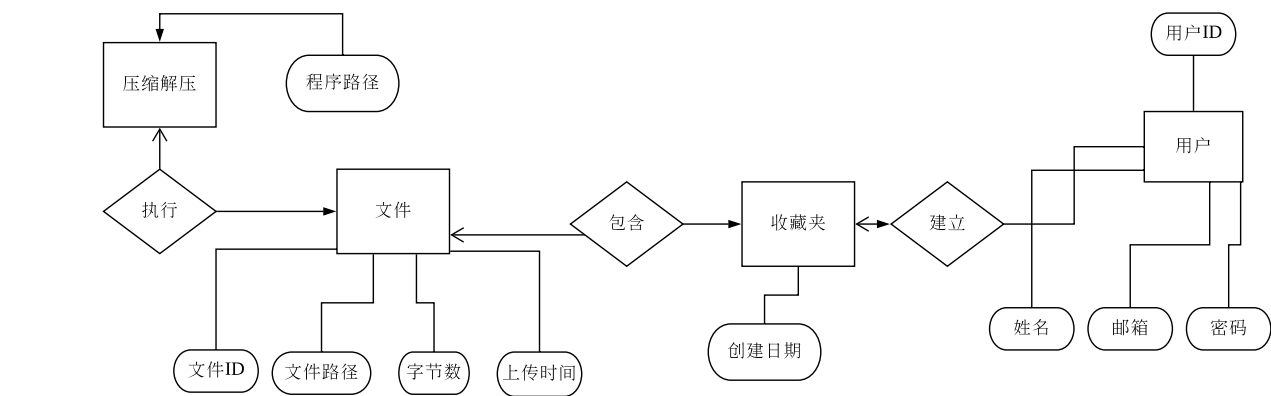 用户ID
压缩解压
程序路径
用户
执行
文件
包含
收藏夹
建立
姓名
邮箱
密码
创建日期
文件ID
文件路径
字节数
上传时间